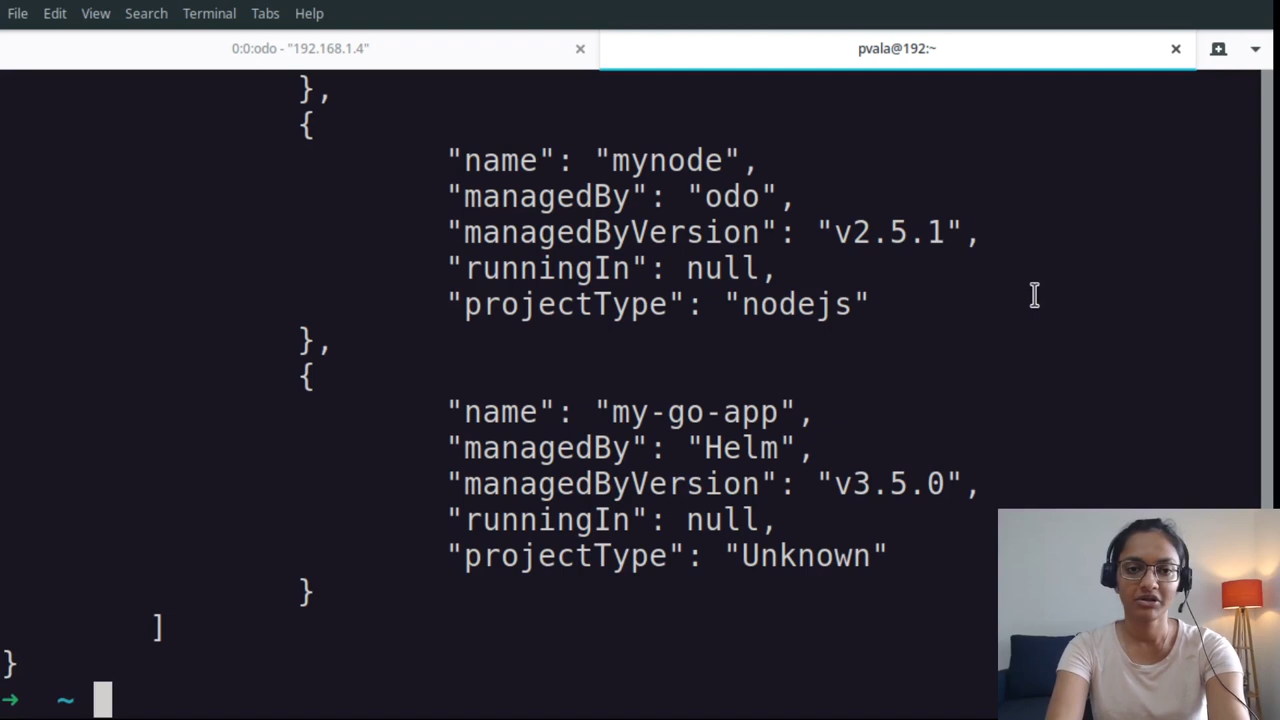 File Edit View Search Terminal Tabs Help
0:0:odo - "192.168.1.4"
pvala@192:~
},
{
"name": "mynode",
"managedBy": "odo",
"managedByVersion": "v2.5.1",
"runningIn": null,
"projectType": "nodejs"
},
{
"name": "my-go-app",
"managedBy": "Helm",
"managedByVersion": "v3.5.0",
"runningIn": null,
"projectType": "Unknown"
}
]
}
→ ~